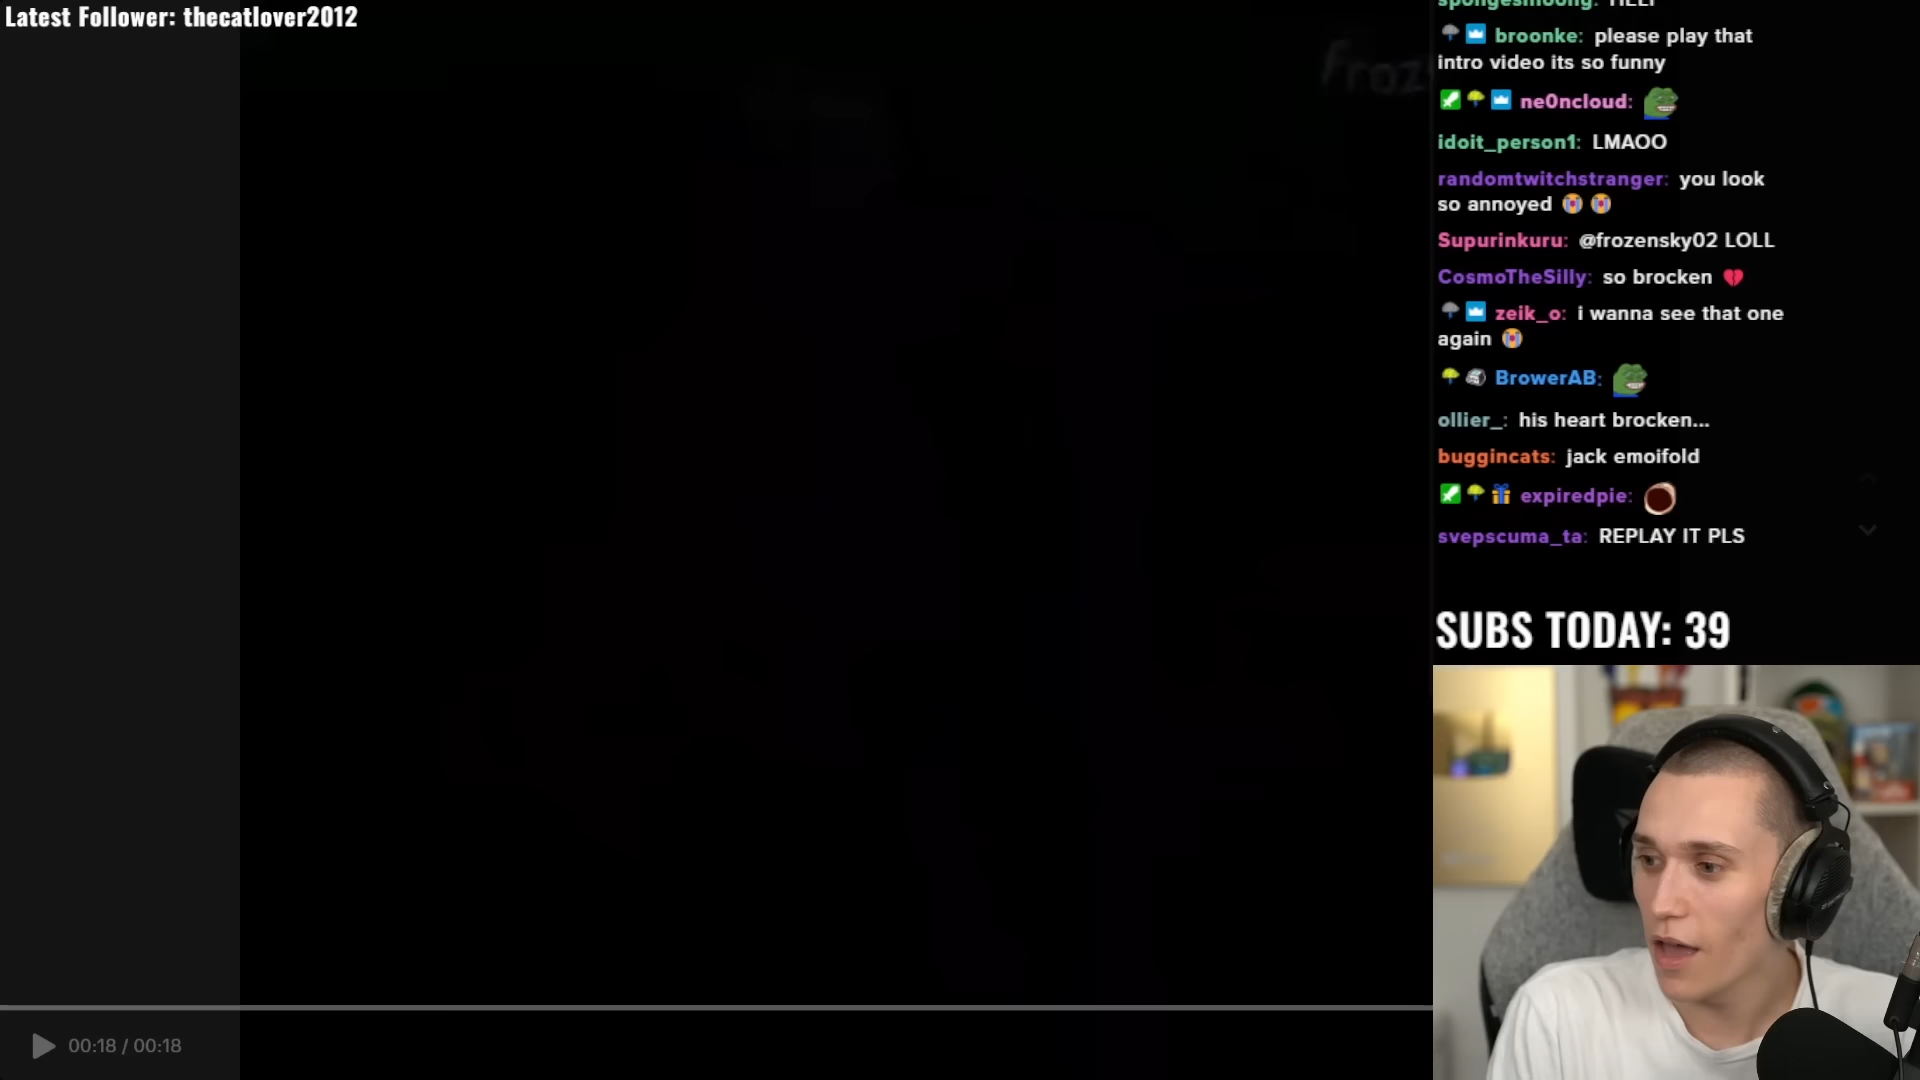 Latest Follower: thecatlover2012
broonke: please play that
intro video its so funny
ne0ncloud:
idoit_person1: LMAOO
randomtwitchstranger: you look
so annoyed
Supurinkuru: @frozensky02 LOLL
CosmoTheSilly: so brocken
zeik_o: i wanna see that one
again
BrowerAB:
ollier_: his heart brocken...
buggincats: jack emoifold
expiredpie:
svepscuma_ta: REPLAY IT PLS
SUBS TODAY: 39
00:18 / 00:18